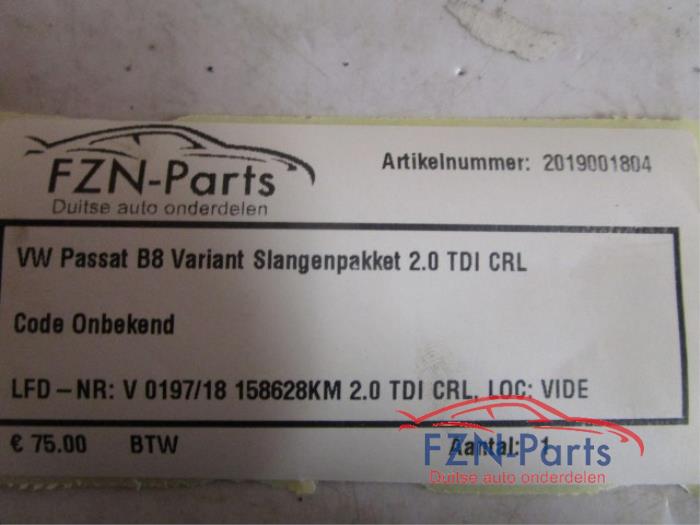 FZN-Parts
Duitse auto onderdelen
Artikelnummer: 2019001804
VW Passat B8 Variant Slangenpakket 2.0 TDI CRL
Code Onbekend
LFD-NR: V 0197/18 158628KM 2.0 TDI CRL, LOC: VIDE
€ 75.00 BTW Aantal: 1
FZN-Parts
Duitse auto onderdelen